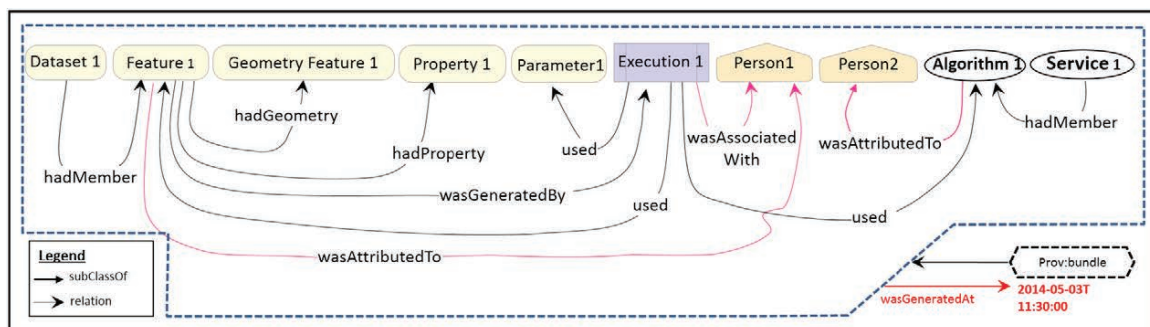 Dataset 1
Feature 1
Geometry Feature 1
Property 1
Parameter1
Execution 1
Person1
Person2
Algorithm 1
Service 1
hadGeometry
hadMember
hadProperty
used
wasAssociated
With
wasAttributedTo
hadMember
wasGeneratedBy
used
used
wasAttributedTo
Legend
subClassOf
relation
Prov:bundle
wasGeneratedAt
2014-05-03T
11:30:00